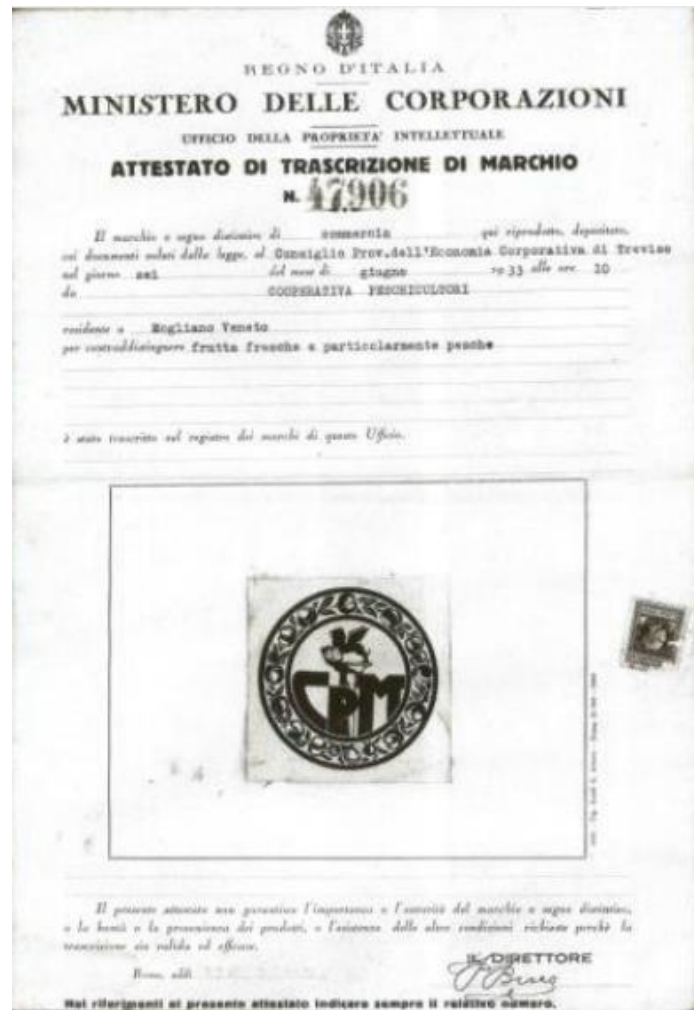 REGNO D'ITALIA
MINISTERO DELLE CORPORAZIONI
UFFICIO DELLA PROPRIETA' INTELLETTUALE
ATTESTATO DI TRASCRIZIONE DI MARCHIO
N. 47906
Il marchio o segno distintivo di commercio qui riprodotto, depositato,
coi documenti voluti dalla legge, al Consiglio Prov.dell'Economia Corporativa di Treviso
nel giorno sei del mese di giugno 1933 alle ore 10
da COOPERATIVA PESCHICULTORI
residente a Mogliano Veneto
per contraddistinguere frutta fresche e particolarmente pesche
è stato trascritto nel registro dei marchi di questo Ufficio.
CPM
Il presente attestato non garantisce l'importanza o l'autorità del marchio o segno distintivo,
o la bontà o la provenienza dei prodotti, o l'esistenza delle altre condizioni richieste perchè la
trascrizione sia valida ed efficace.
Roma, addì
IL DIRETTORE
Nei riferimenti al presente attestato indicare sempre il relativo numero.